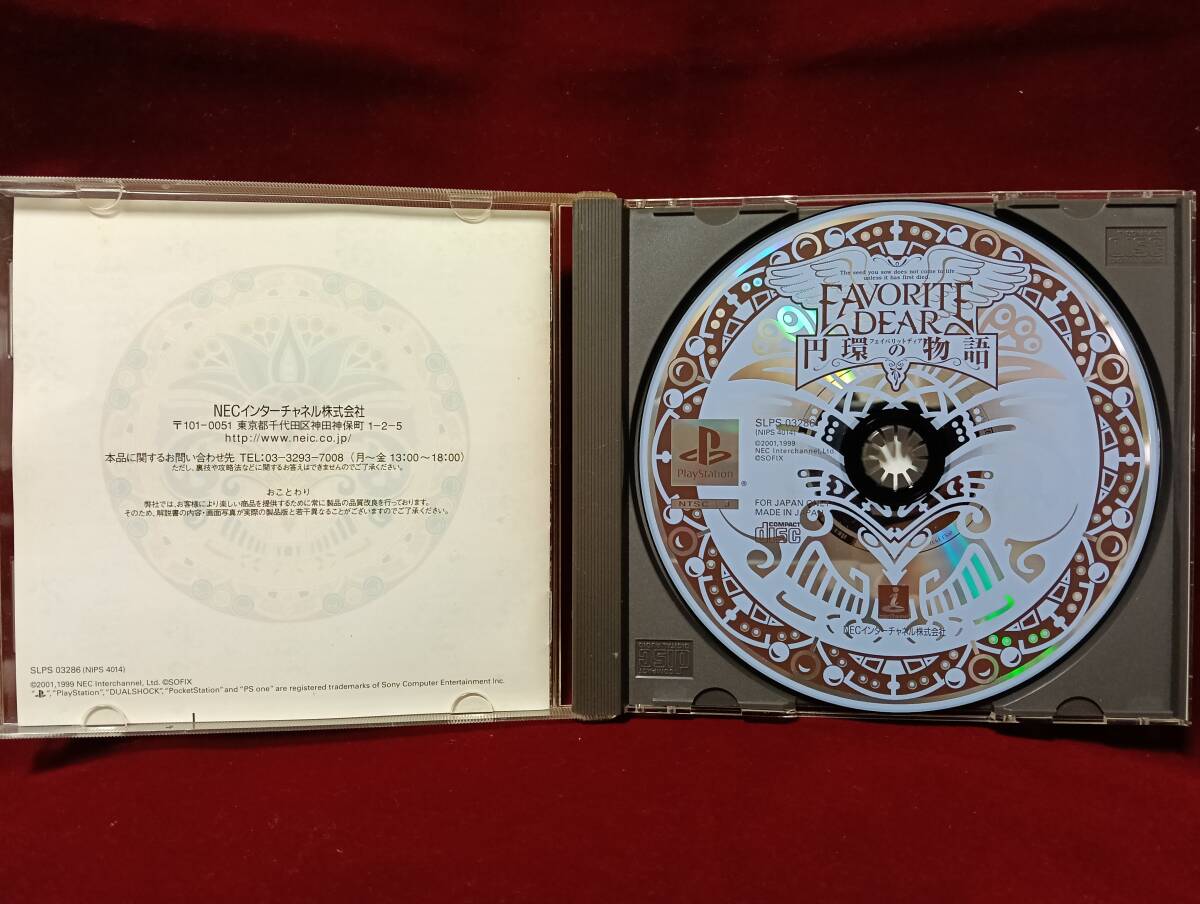 NECインターチャネル株式会社
〒101-0051 東京都千代田区神田神保町 1-2-5
http://www.neic.co.jp/
本品に関するお問い合わせ先 TEL:03-3293-7008 (月〜金 13:00〜18:00)
ただし、裏技や攻略法などに関するお答えはできませんのでご了承ください。
おことわり
弊社では、お客様により楽しい商品を提供するために常に製品の品質改良を行っております。
そのため、解説書の内容・画面写真が実際の製品版と若干異なることがございますのでご了承ください。
SLPS 03286 (NIPS 4014)
©2001,1999 NEC Interchannel, Ltd. ©SOFIX
"PlayStation", "DUALSHOCK", "PocketStation" and "PS one" are registered trademarks of Sony Computer Entertainment Inc.
The seed you sow does not come to life
unless it has first died.
FAVORITE
DEAR
フェイバリットディア
円環の物語
SLPS 03286
(NIPS 4014)
PlayStation
®
©2001,1999
NEC Interchannel,Ltd.
©SOFIX
NTSC J
FOR JAPAN ONLY
MADE IN JAPAN
COMPACT
disc
NECインターチャネル株式会社